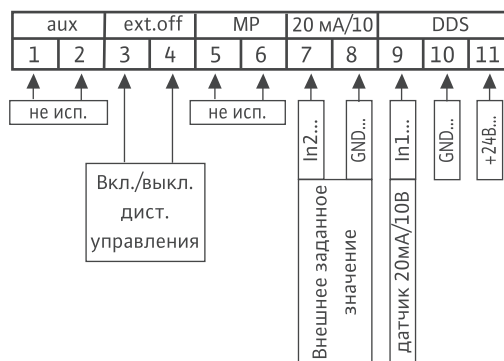 aux ext.off MP 20 мА/10 DDS
1 2 3 4 5 6 7 8 9 10 11
не исп. не исп.
In2... GND... In1... GND... +24В...
Вкл./выкл.
дист.
управления
Внешнее заданное
значение
датчик 20мА/10В